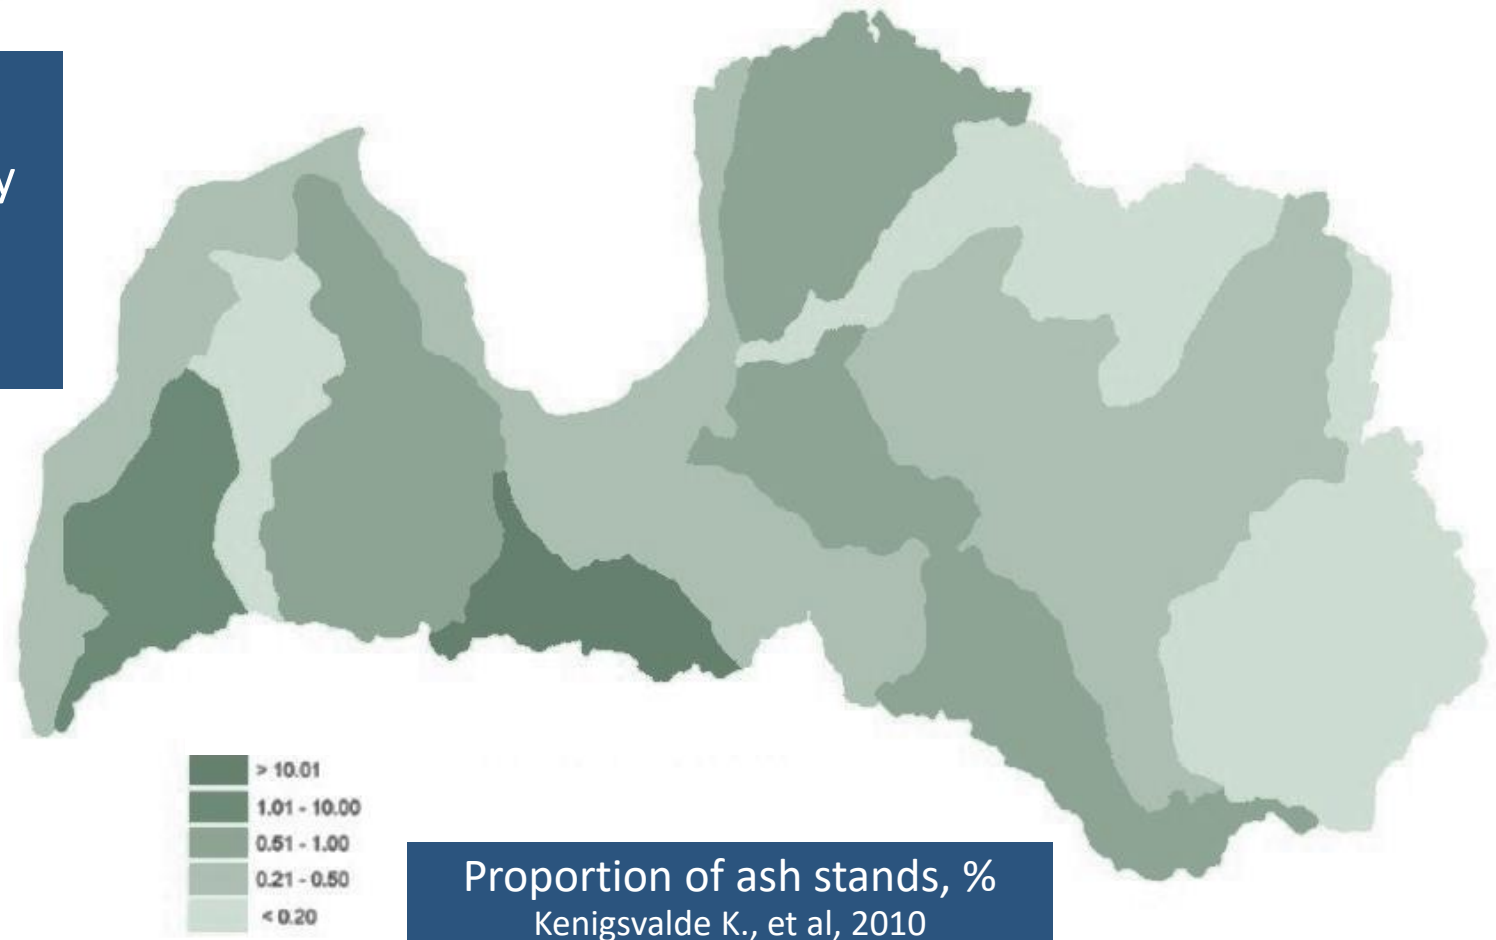 y
> 10.01
1.01 - 10.00
0.51 - 1.00
0.21 - 0.50
< 0.20
Proportion of ash stands, %
Kenigsvalde K., et al, 2010